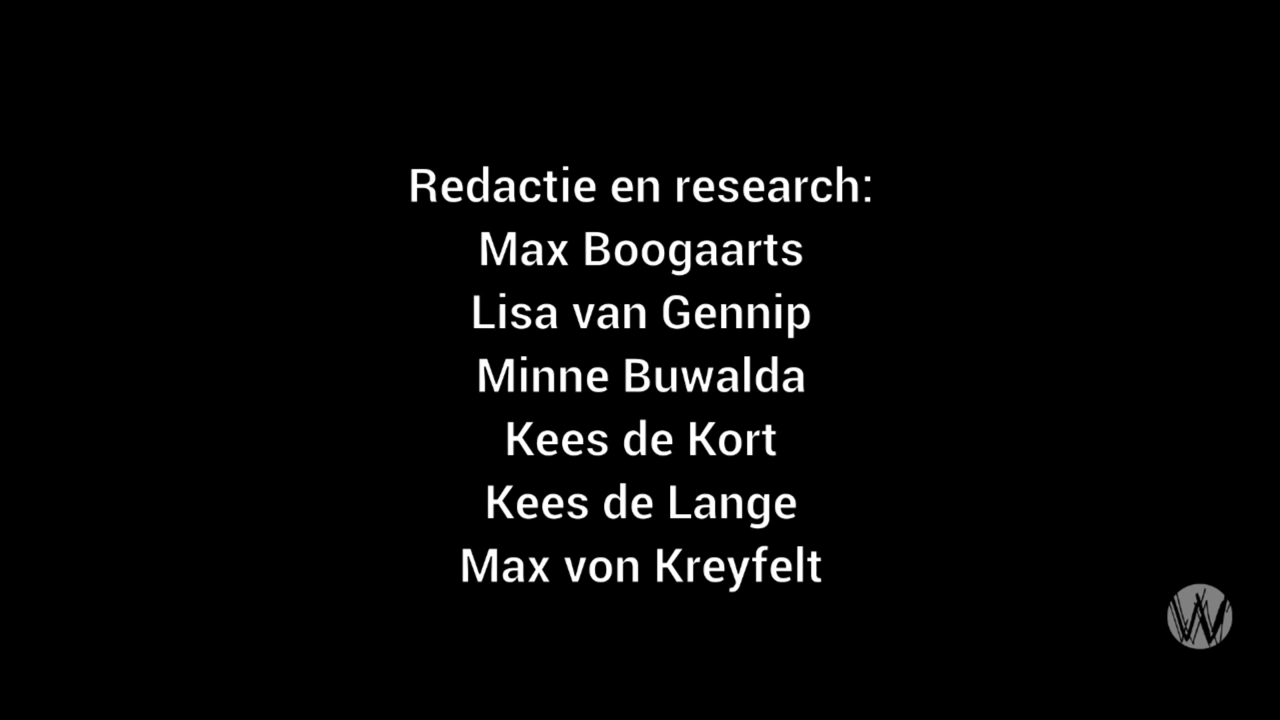 Redactie en research:
Max Boogaarts
Lisa van Gennip
Minne Buwalda
Kees de Kort
Kees de Lange
Max von Kreyfelt
W